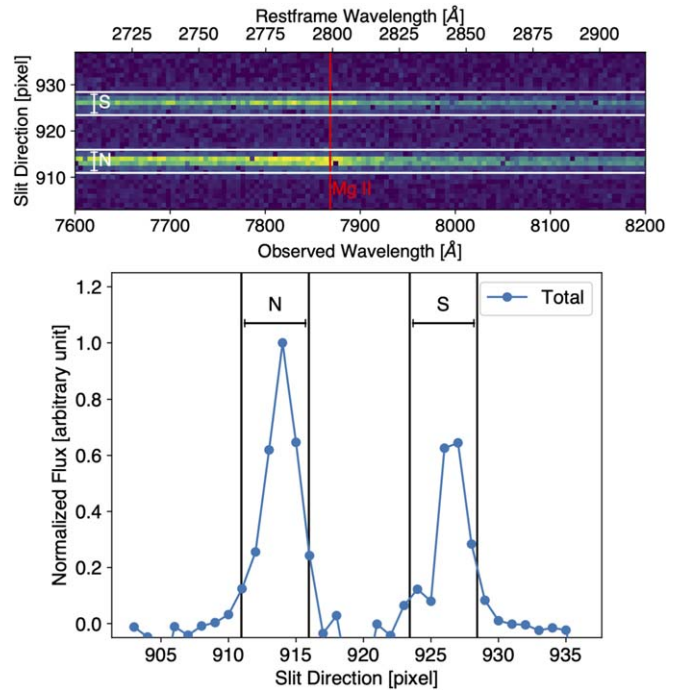 Restframe Wavelength [Å]
2725 2750 2775 2800 2825 2850 2875 2900
Slit Direction [pixel]
930
920
910
S
N
Mg II
7600 7700 7800 7900 8000 8100 8200
Observed Wavelength [Å]
Normalized Flux [arbitrary unit]
1.2
1.0
0.8
0.6
0.4
0.2
0.0
N
S
Total
905 910 915 920 925 930 935
Slit Direction [pixel]